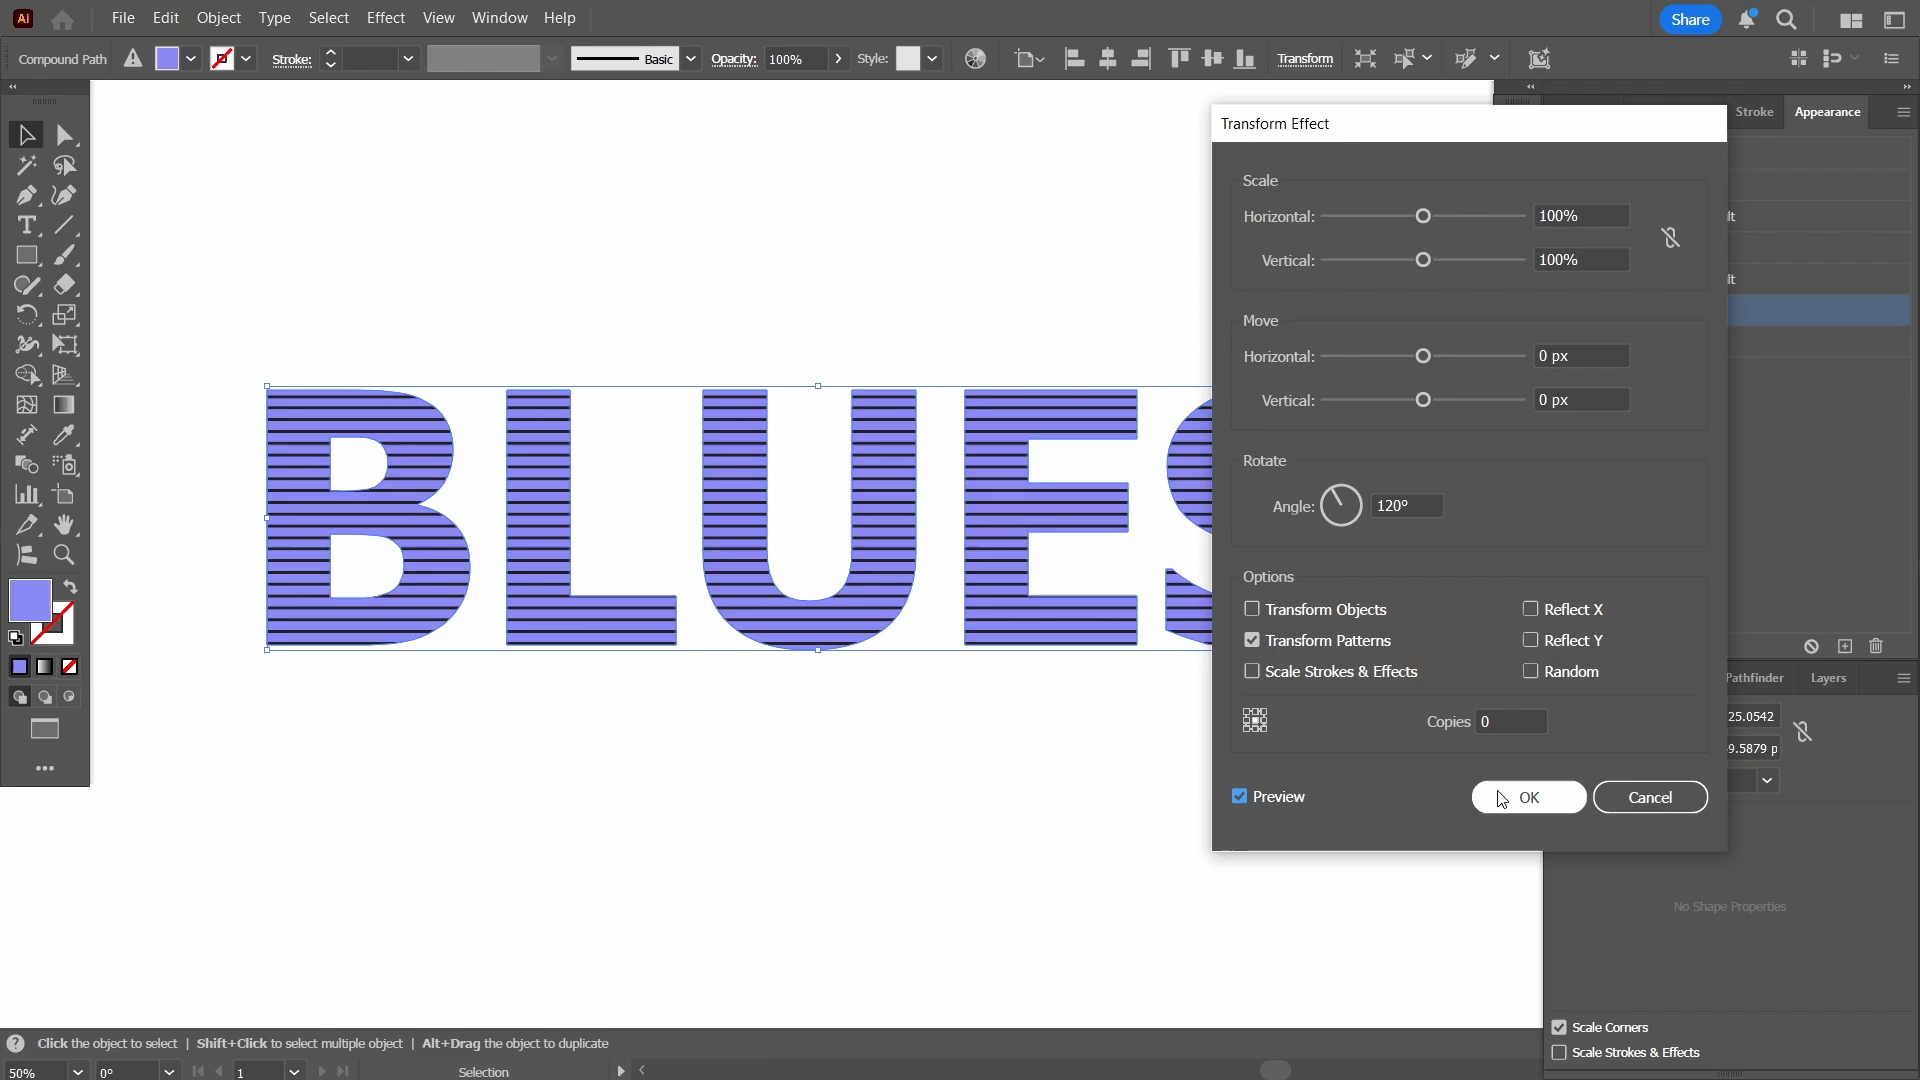 Ai File Edit Object Type Select Effect View Window Help Share
Compound Path Stroke: Basic Opacity: 100% Style: Transform
Stroke Appearance
Transform Effect
Scale
Horizontal: 100%
Vertical: 100%
Move
Horizontal: 0 px
Vertical: 0 px
Rotate
Angle: 120°
Options
Transform Objects Reflect X
Transform Patterns Reflect Y
Scale Strokes & Effects Random
Copies 0
Preview OK Cancel
BLUES
Pathfinder Layers
25.0542
9.5879 p
No Shape Properties
Scale Corners
Scale Strokes & Effects
Click the object to select | Shift+Click to select multiple object | Alt+Drag the object to duplicate
50% 0° 1 Selection